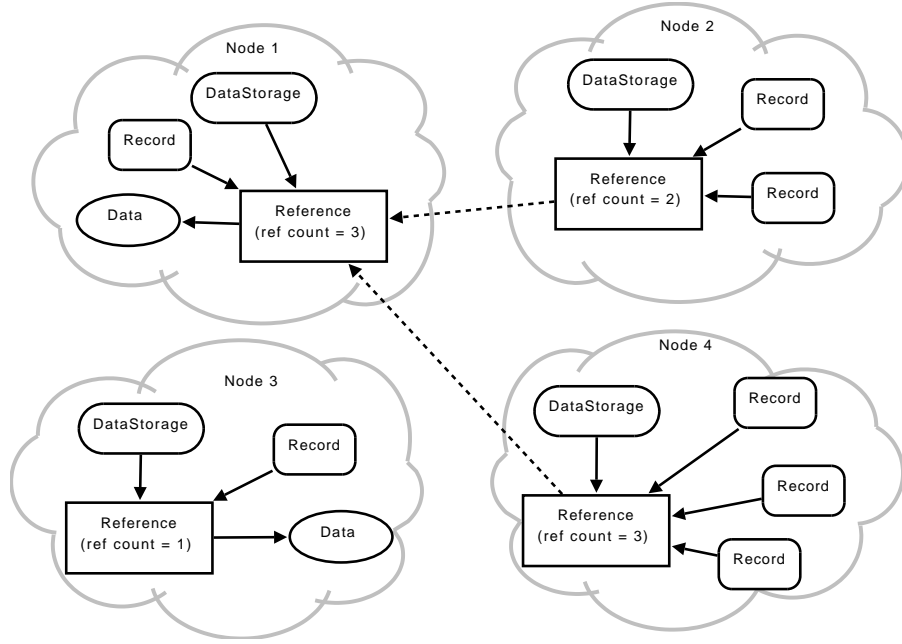 Node 1
DataStorage
Record
Data
Reference
(ref count = 3)
Node 2
DataStorage
Record
Reference
(ref count = 2)
Record
Node 3
DataStorage
Record
Reference
(ref count = 1)
Data
Node 4
DataStorage
Record
Record
Reference
(ref count = 3)
Record